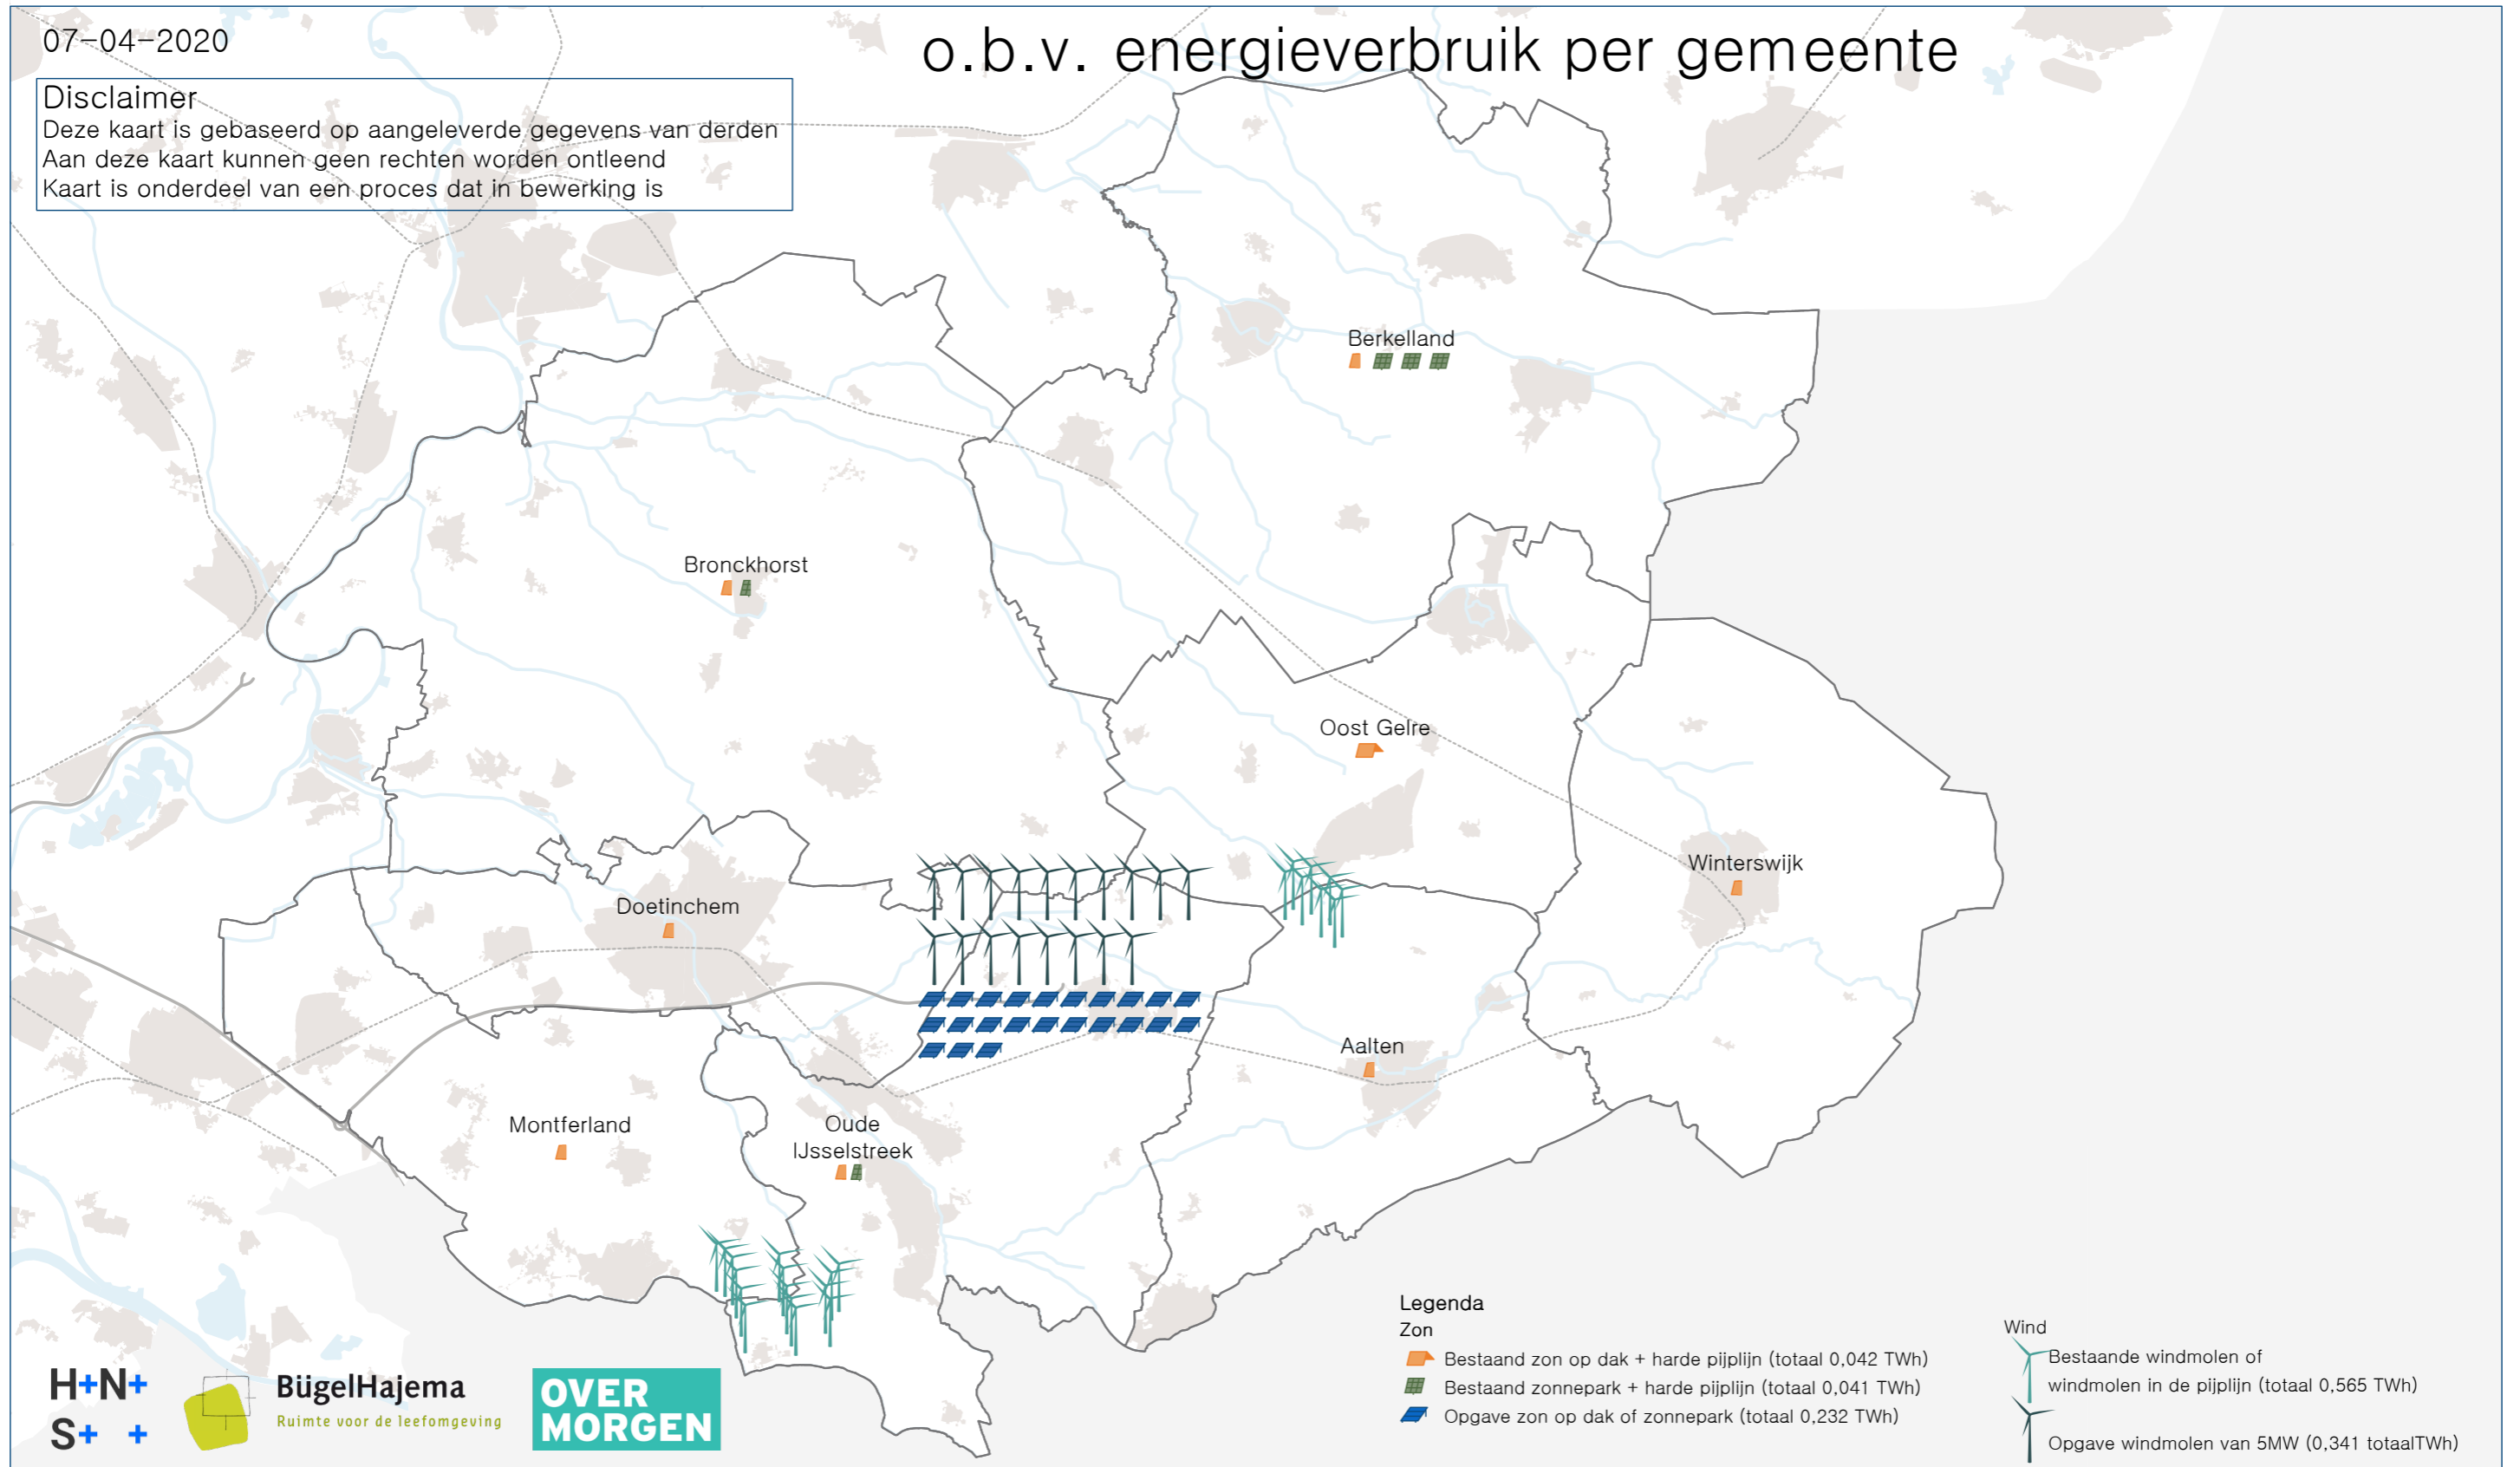 07-04-2020
o.b.v. energieverbruik per gemeente
Disclaimer
Deze kaart is gebaseerd op aangeleverde gegevens van derden
Aan deze kaart kunnen geen rechten worden ontleend
Kaart is onderdeel van een proces dat in bewerking is
Berkelland
Bronckhorst
Oost Gelre
Winterswijk
Doetinchem
Aalten
Montferland
Oude
IJsselstreek
Legenda
Zon
Bestaand zon op dak + harde pijplijn (totaal 0,042 TWh)
Bestaand zonnepark + harde pijplijn (totaal 0,041 TWh)
Opgave zon op dak of zonnepark (totaal 0,232 TWh)
Wind
Bestaande windmolen of
windmolen in de pijplijn (totaal 0,565 TWh)
Opgave windmolen van 5MW (0,341 totaalTWh)
H+N+
S+ +
BügelHajema
Ruimte voor de leefomgeving
OVER
MORGEN